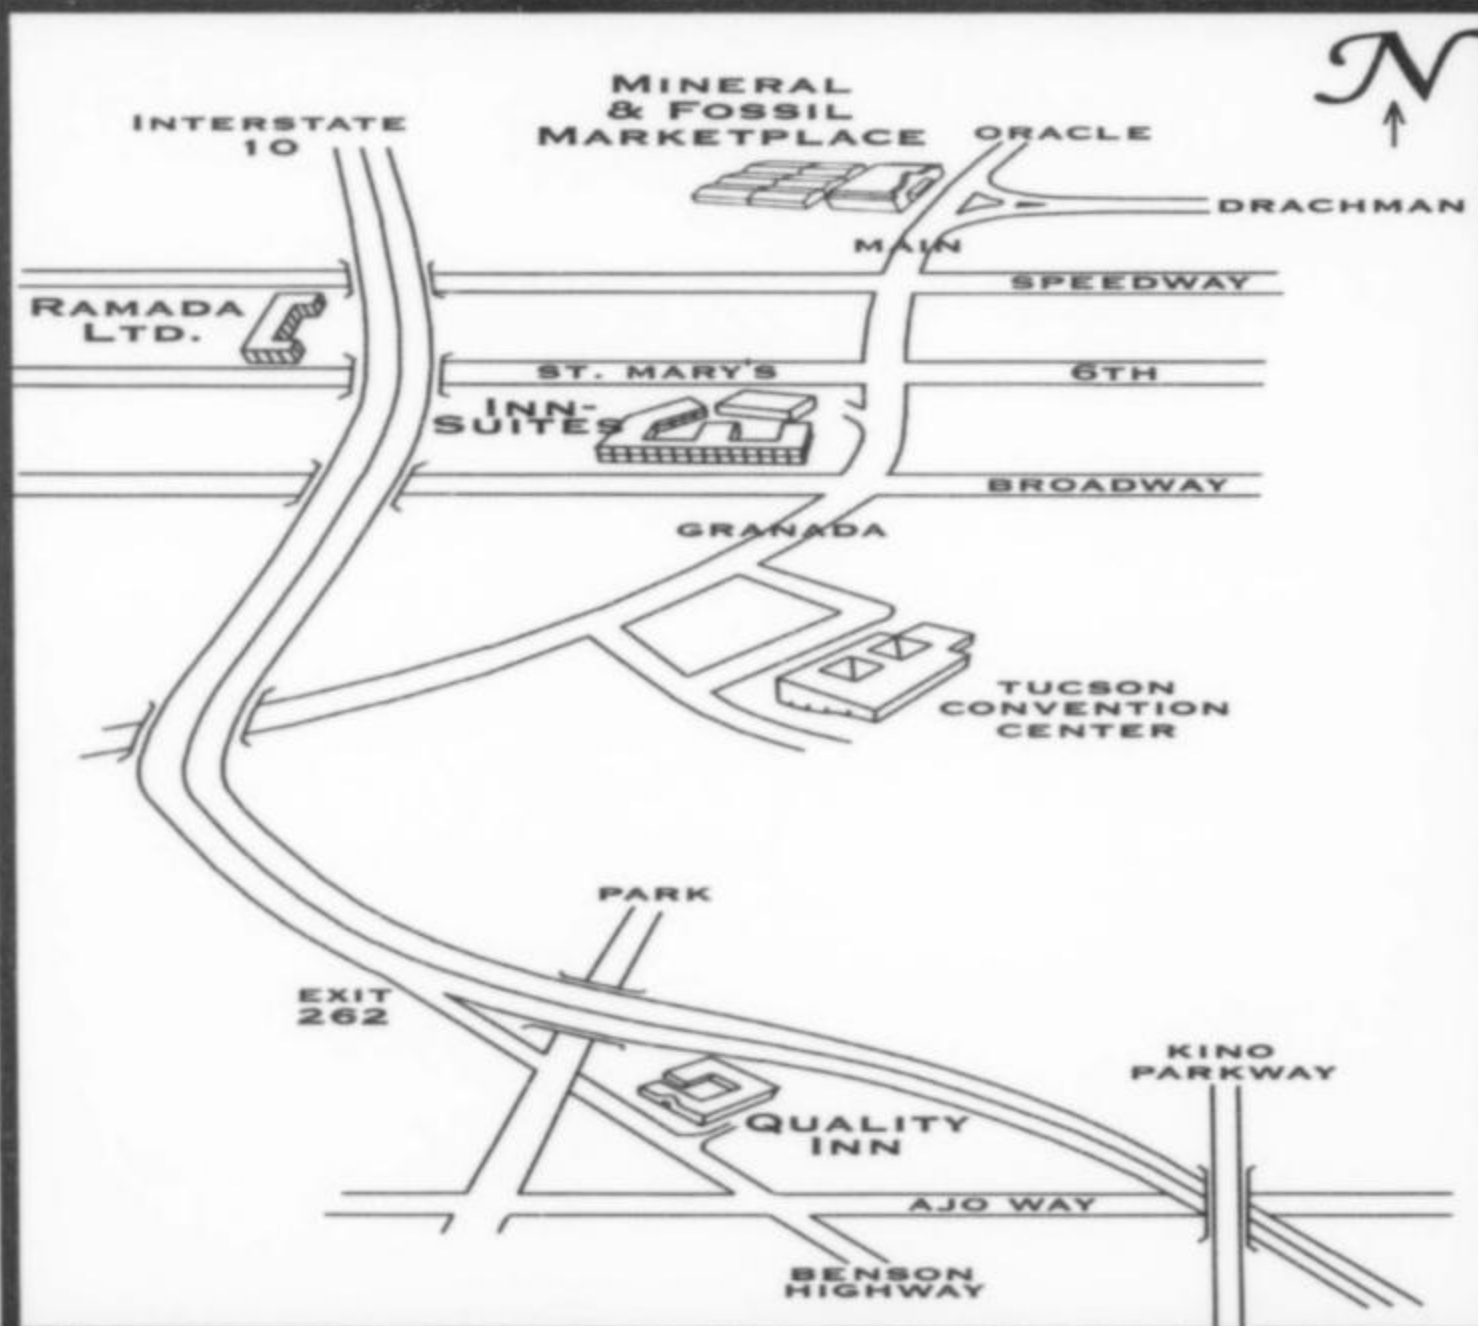 N
MINERAL
& FOSSIL
MARKETPLACE
INTERSTATE
10
ORACLE
DRACHMAN
MAIN
SPEEDWAY
RAMADA
LTD.
ST. MARY'S
6TH
INN-
SUITES
BROADWAY
GRANADA
TUCSON
CONVENTION
CENTER
PARK
EXIT
262
KINO
PARKWAY
QUALITY
INN
AJO WAY
BENSON
HIGHWAY